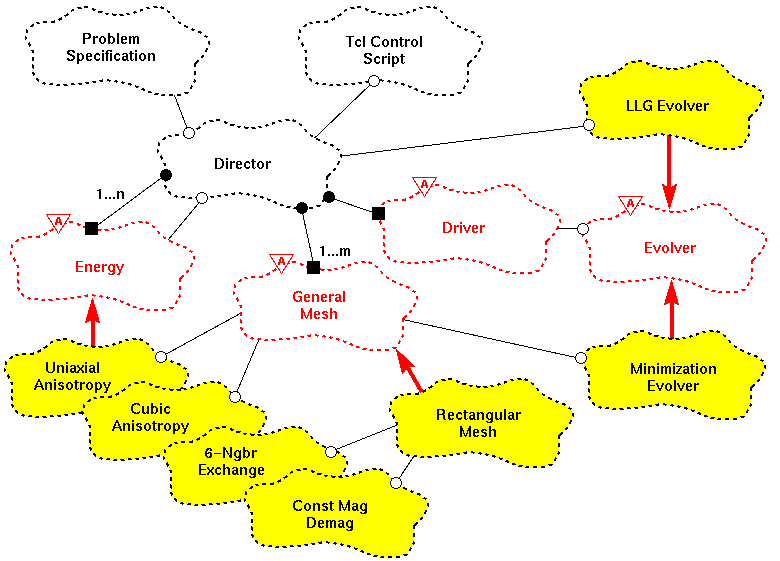 Problem
Specification
Tcl Control
Script
LLG Evolver
Director
1...n
A
A
A
Driver
Evolver
Energy
A
1...m
General
Mesh
Uniaxial
Anisotropy
Minimization
Evolver
Cubic
Anisotropy
Rectangular
Mesh
6-Ngbr
Exchange
Const Mag
Demag